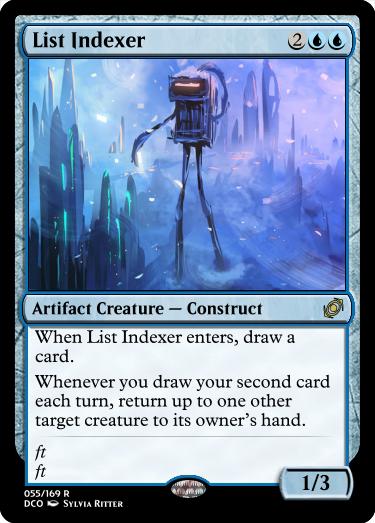 List Indexer 2
Artifact Creature — Construct
When List Indexer enters, draw a
card.
Whenever you draw your second card
each turn, return up to one other
target creature to its owner's hand.
ft
ft
1/3
055/169 R
DCO Sylvia Ritter